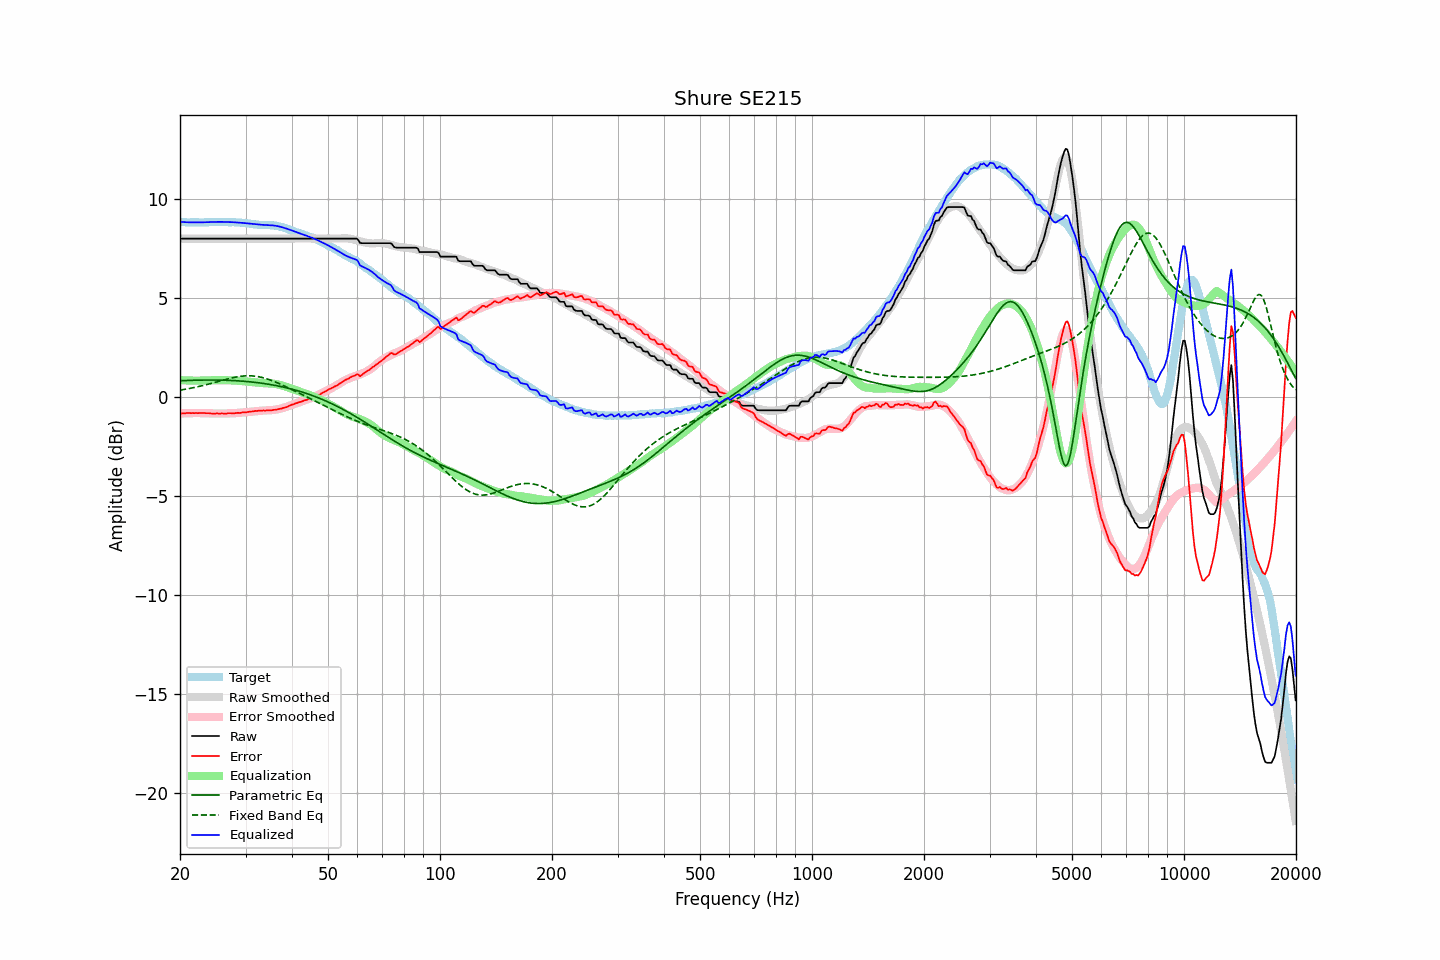 Shure SE215
Amplitude (dBr)
10
5
0
−5
−10
−15
−20
Target
Raw Smoothed
Error Smoothed
Raw
Error
Equalization
Parametric Eq
Fixed Band Eq
Equalized
20 50 100 200 500 1000 2000 5000 10000 20000
Frequency (Hz)